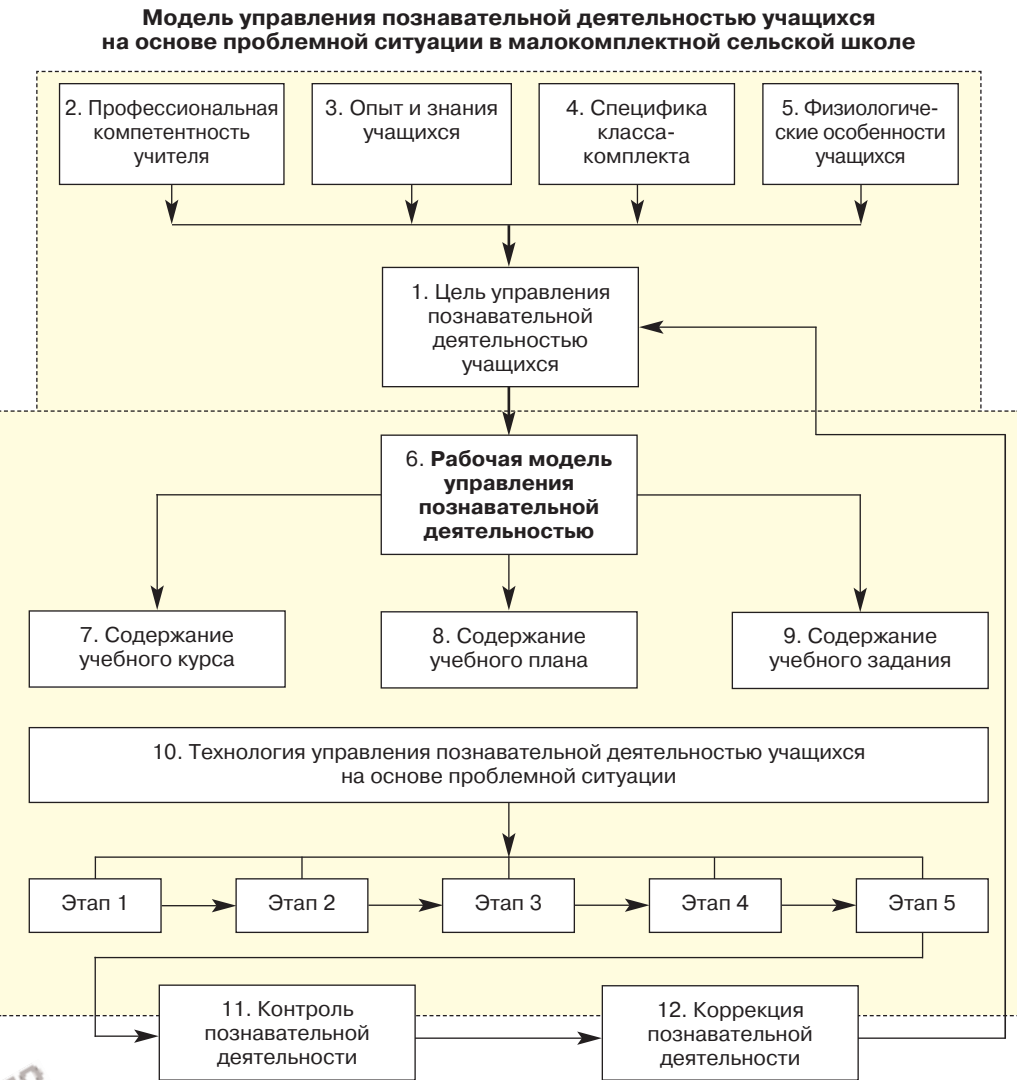 Модель управления познавательной деятельностью учащихся
на основе проблемной ситуации в малокомплектной сельской школе
2. Профессиональная
компетентность
учителя
3. Опыт и знания
учащихся
4. Специфика
класса-
комплекта
5. Физиологиче-
ские особенности
учащихся
1. Цель управления
познавательной
деятельностью
учащихся
6. Рабочая модель
управления
познавательной
деятельностью
7. Содержание
учебного курса
8. Содержание
учебного плана
9. Содержание
учебного задания
10. Технология управления познавательной деятельностью учащихся
на основе проблемной ситуации
Этап 1
Этап 2
Этап 3
Этап 4
Этап 5
11. Контроль
познавательной
деятельности
12. Коррекция
познавательной
деятельности